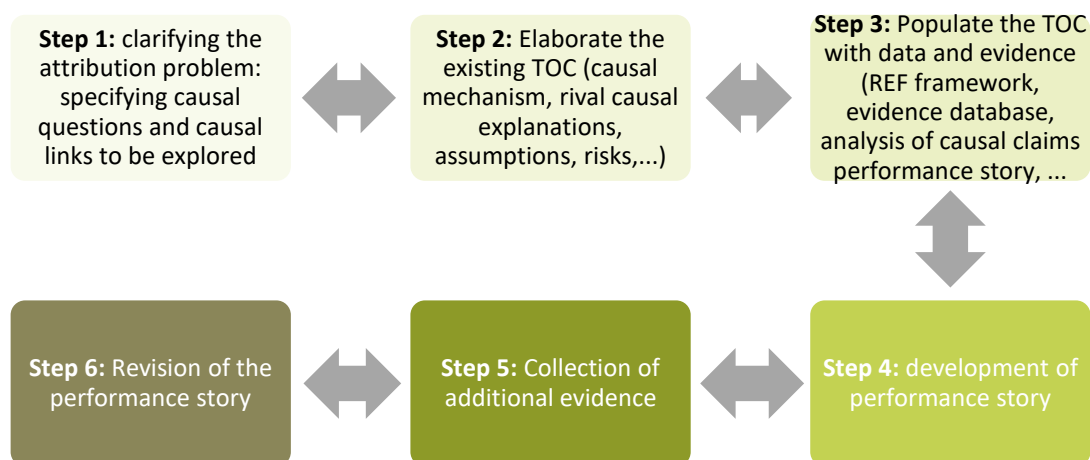 Step 1: clarifying the
attribution problem:
specifying causal
questions and causal
links to be explored
Step 2: Elaborate the
existing TOC (causal
mechanism, rival causal
explanations,
assumptions, risks,...)
Step 3: Populate the TOC
with data and evidence
(REF framework,
evidence database,
analysis of causal claims
performance story, ...
Step 4: development of
performance story
Step 5: Collection of
additional evidence
Step 6: Revision of the
performance story